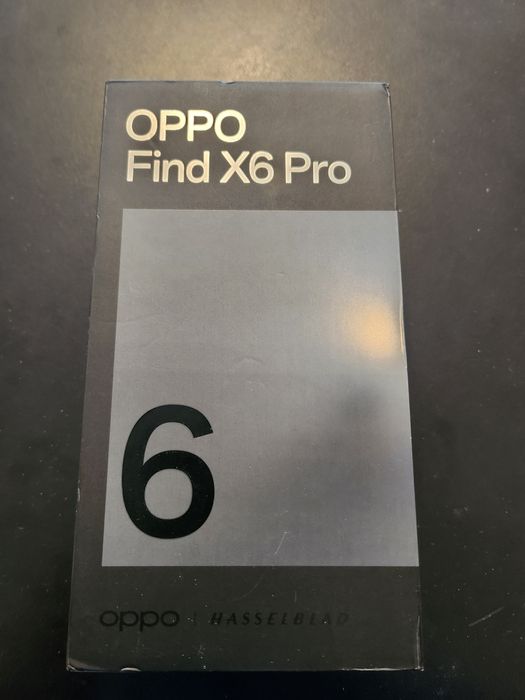 OPPO
Find X6 Pro
6
oppo | HASSELBLAD